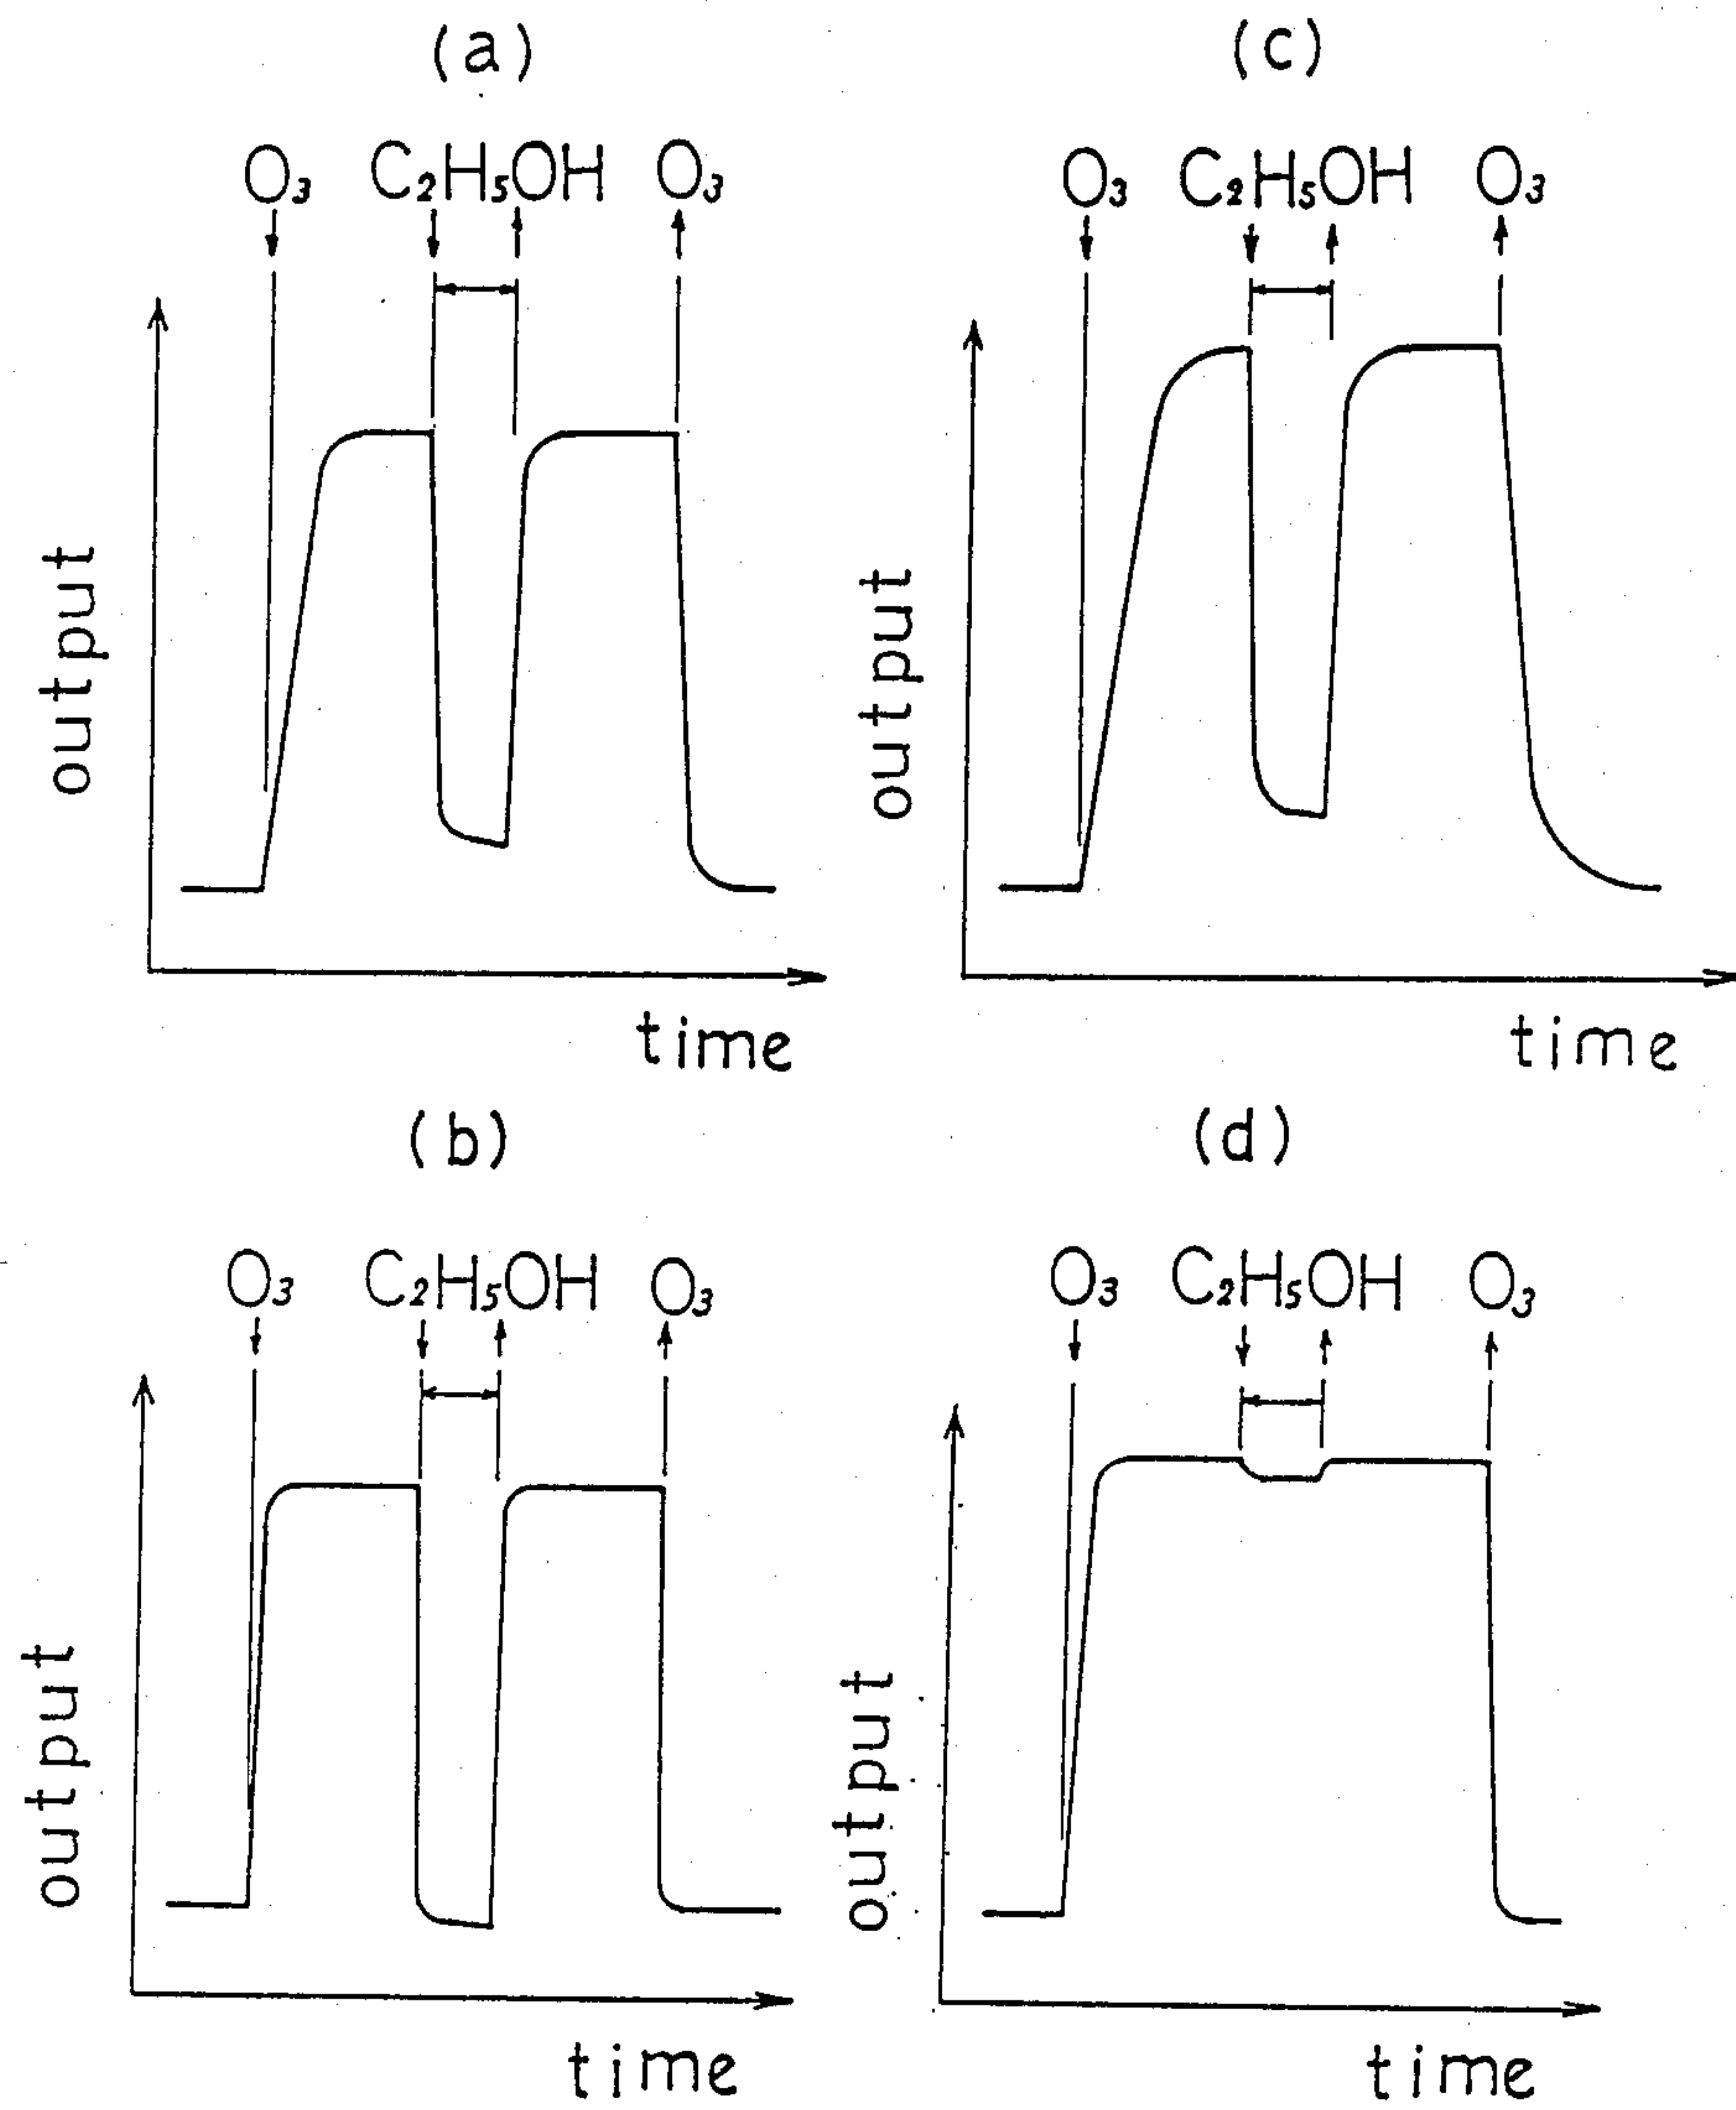 (a)
O₃ C₂H₅OH O₃
output
time
(c)
O₃ C₂H₅OH O₃
output
time
(b)
O₃ C₂H₅OH O₃
output
time
(d)
O₃ C₂H₅OH O₃
output
time